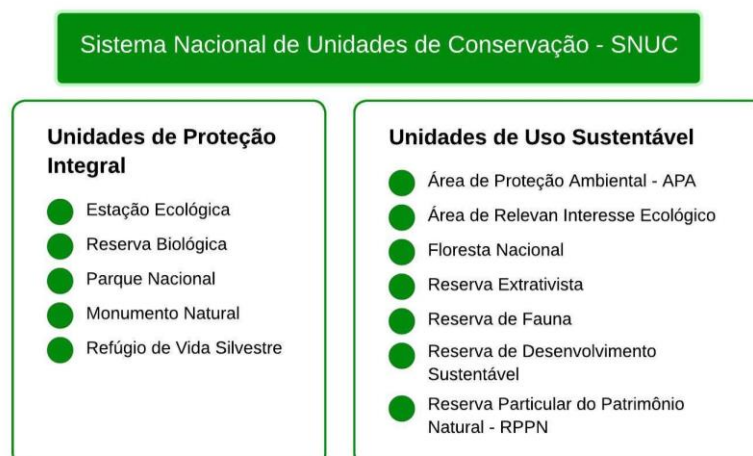 Sistema Nacional de Unidades de Conservação - SNUC
Unidades de Proteção
Integral
Estação Ecológica
Reserva Biológica
Parque Nacional
Monumento Natural
Refúgio de Vida Silvestre
Unidades de Uso Sustentável
Área de Proteção Ambiental - APA
Área de Relevan Interesse Ecológico
Floresta Nacional
Reserva Extrativista
Reserva de Fauna
Reserva de Desenvolvimento
Sustentável
Reserva Particular do Patrimônio
Natural - RPPN